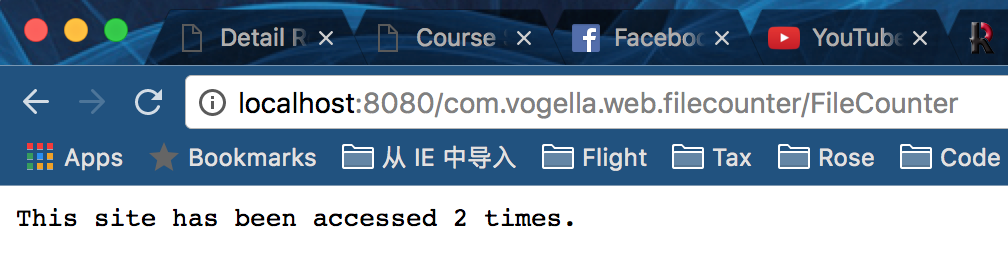 Detail R
Course
Facebo
YouTube
localhost:8080/com.vogella.web.filecounter/FileCounter
Apps Bookmarks 从 IE 中导入 Flight Tax Rose Code
This site has been accessed 2 times.